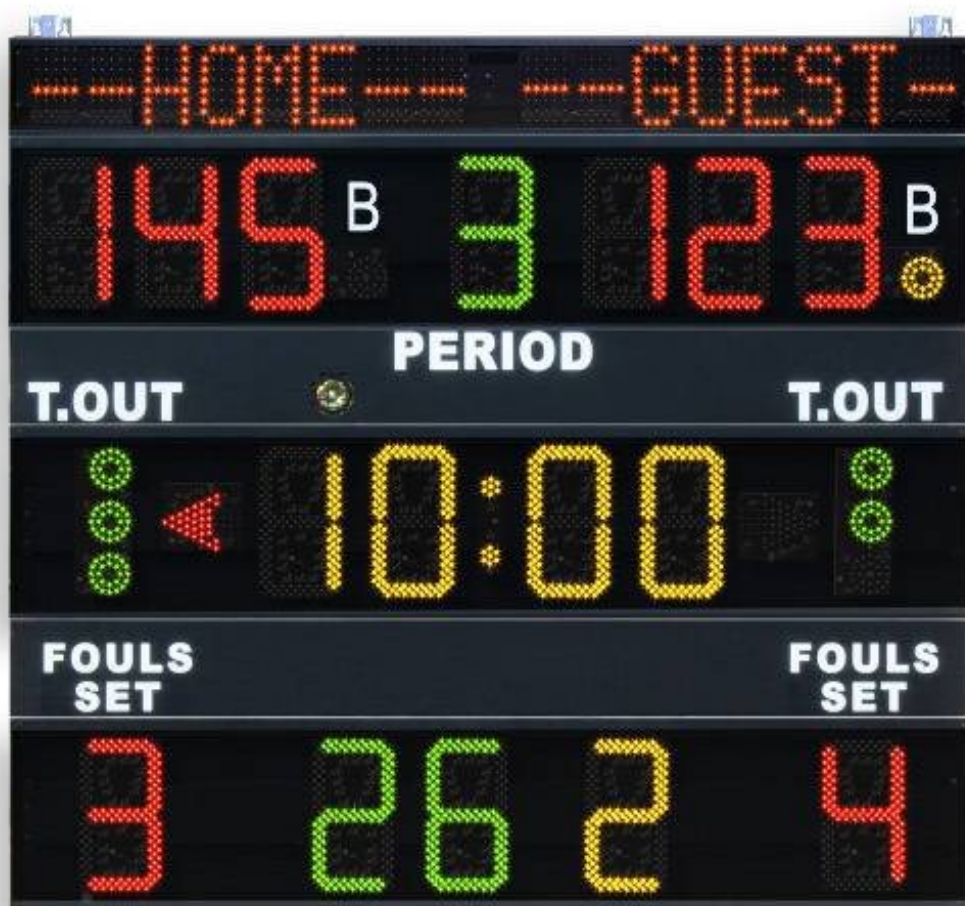 --HOME-- --GUEST-
145 B 3 123 B
PERIOD
T.OUT T.OUT
10:00
FOULS SET FOULS SET
3 26 2 4